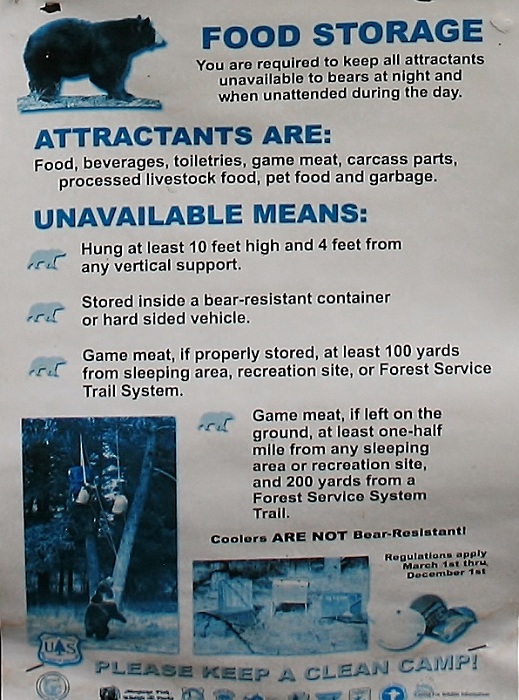 FOOD STORAGE
You are required to keep all attractants
unavailable to bears at night and
when unattended during the day.
ATTRACTANTS ARE:
Food, beverages, toiletries, game meat, carcass parts,
processed livestock food, pet food and garbage.
UNAVAILABLE MEANS:
Hung at least 10 feet high and 4 feet from
any vertical support.
Stored inside a bear-resistant container
or hard sided vehicle.
Game meat, if properly stored, at least 100 yards
from sleeping area, recreation site, or Forest Service
Trail System.
Game meat, if left on the
ground, at least one-half
mile from any sleeping
area or recreation site,
and 200 yards from a
Forest Service System
Trail.
Coolers ARE NOT Bear-Resistant!
Regulations apply
March 1st thru
December 1st
UAS
PLEASE KEEP A CLEAN CAMP!